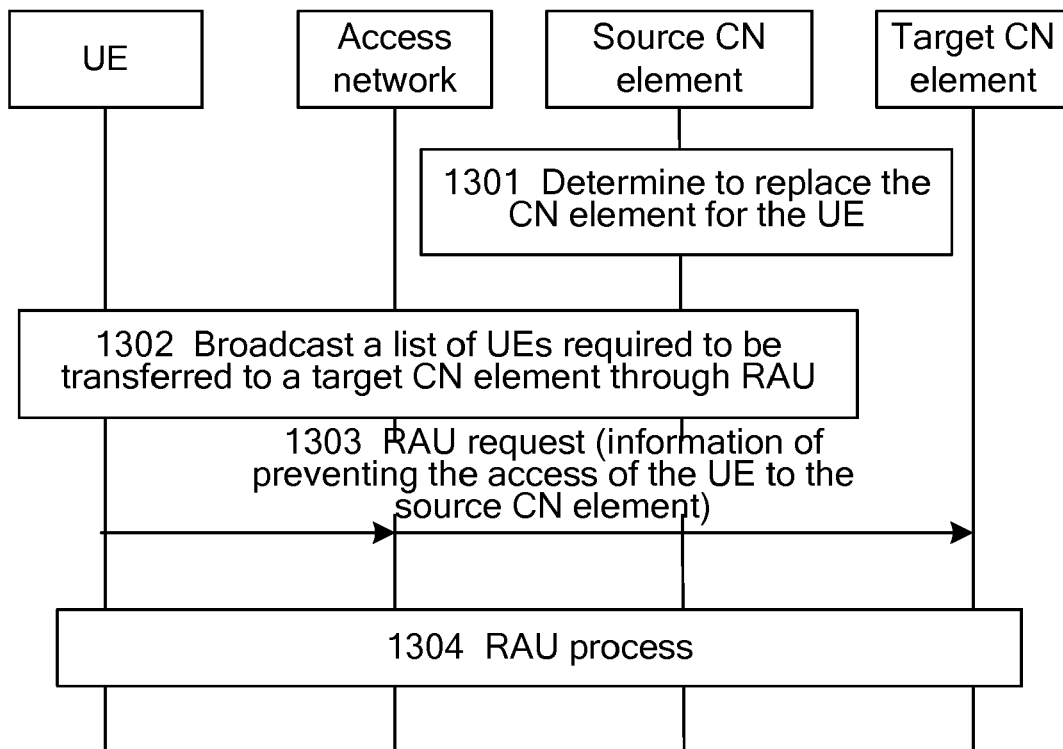 UE
Access
network
Source CN
element
Target CN
element
1301 Determine to replace the
CN element for the UE
1302 Broadcast a list of UEs required to be
transferred to a target CN element through RAU
1303 RAU request (information of
preventing the access of the UE to the
source CN element)
1304 RAU process